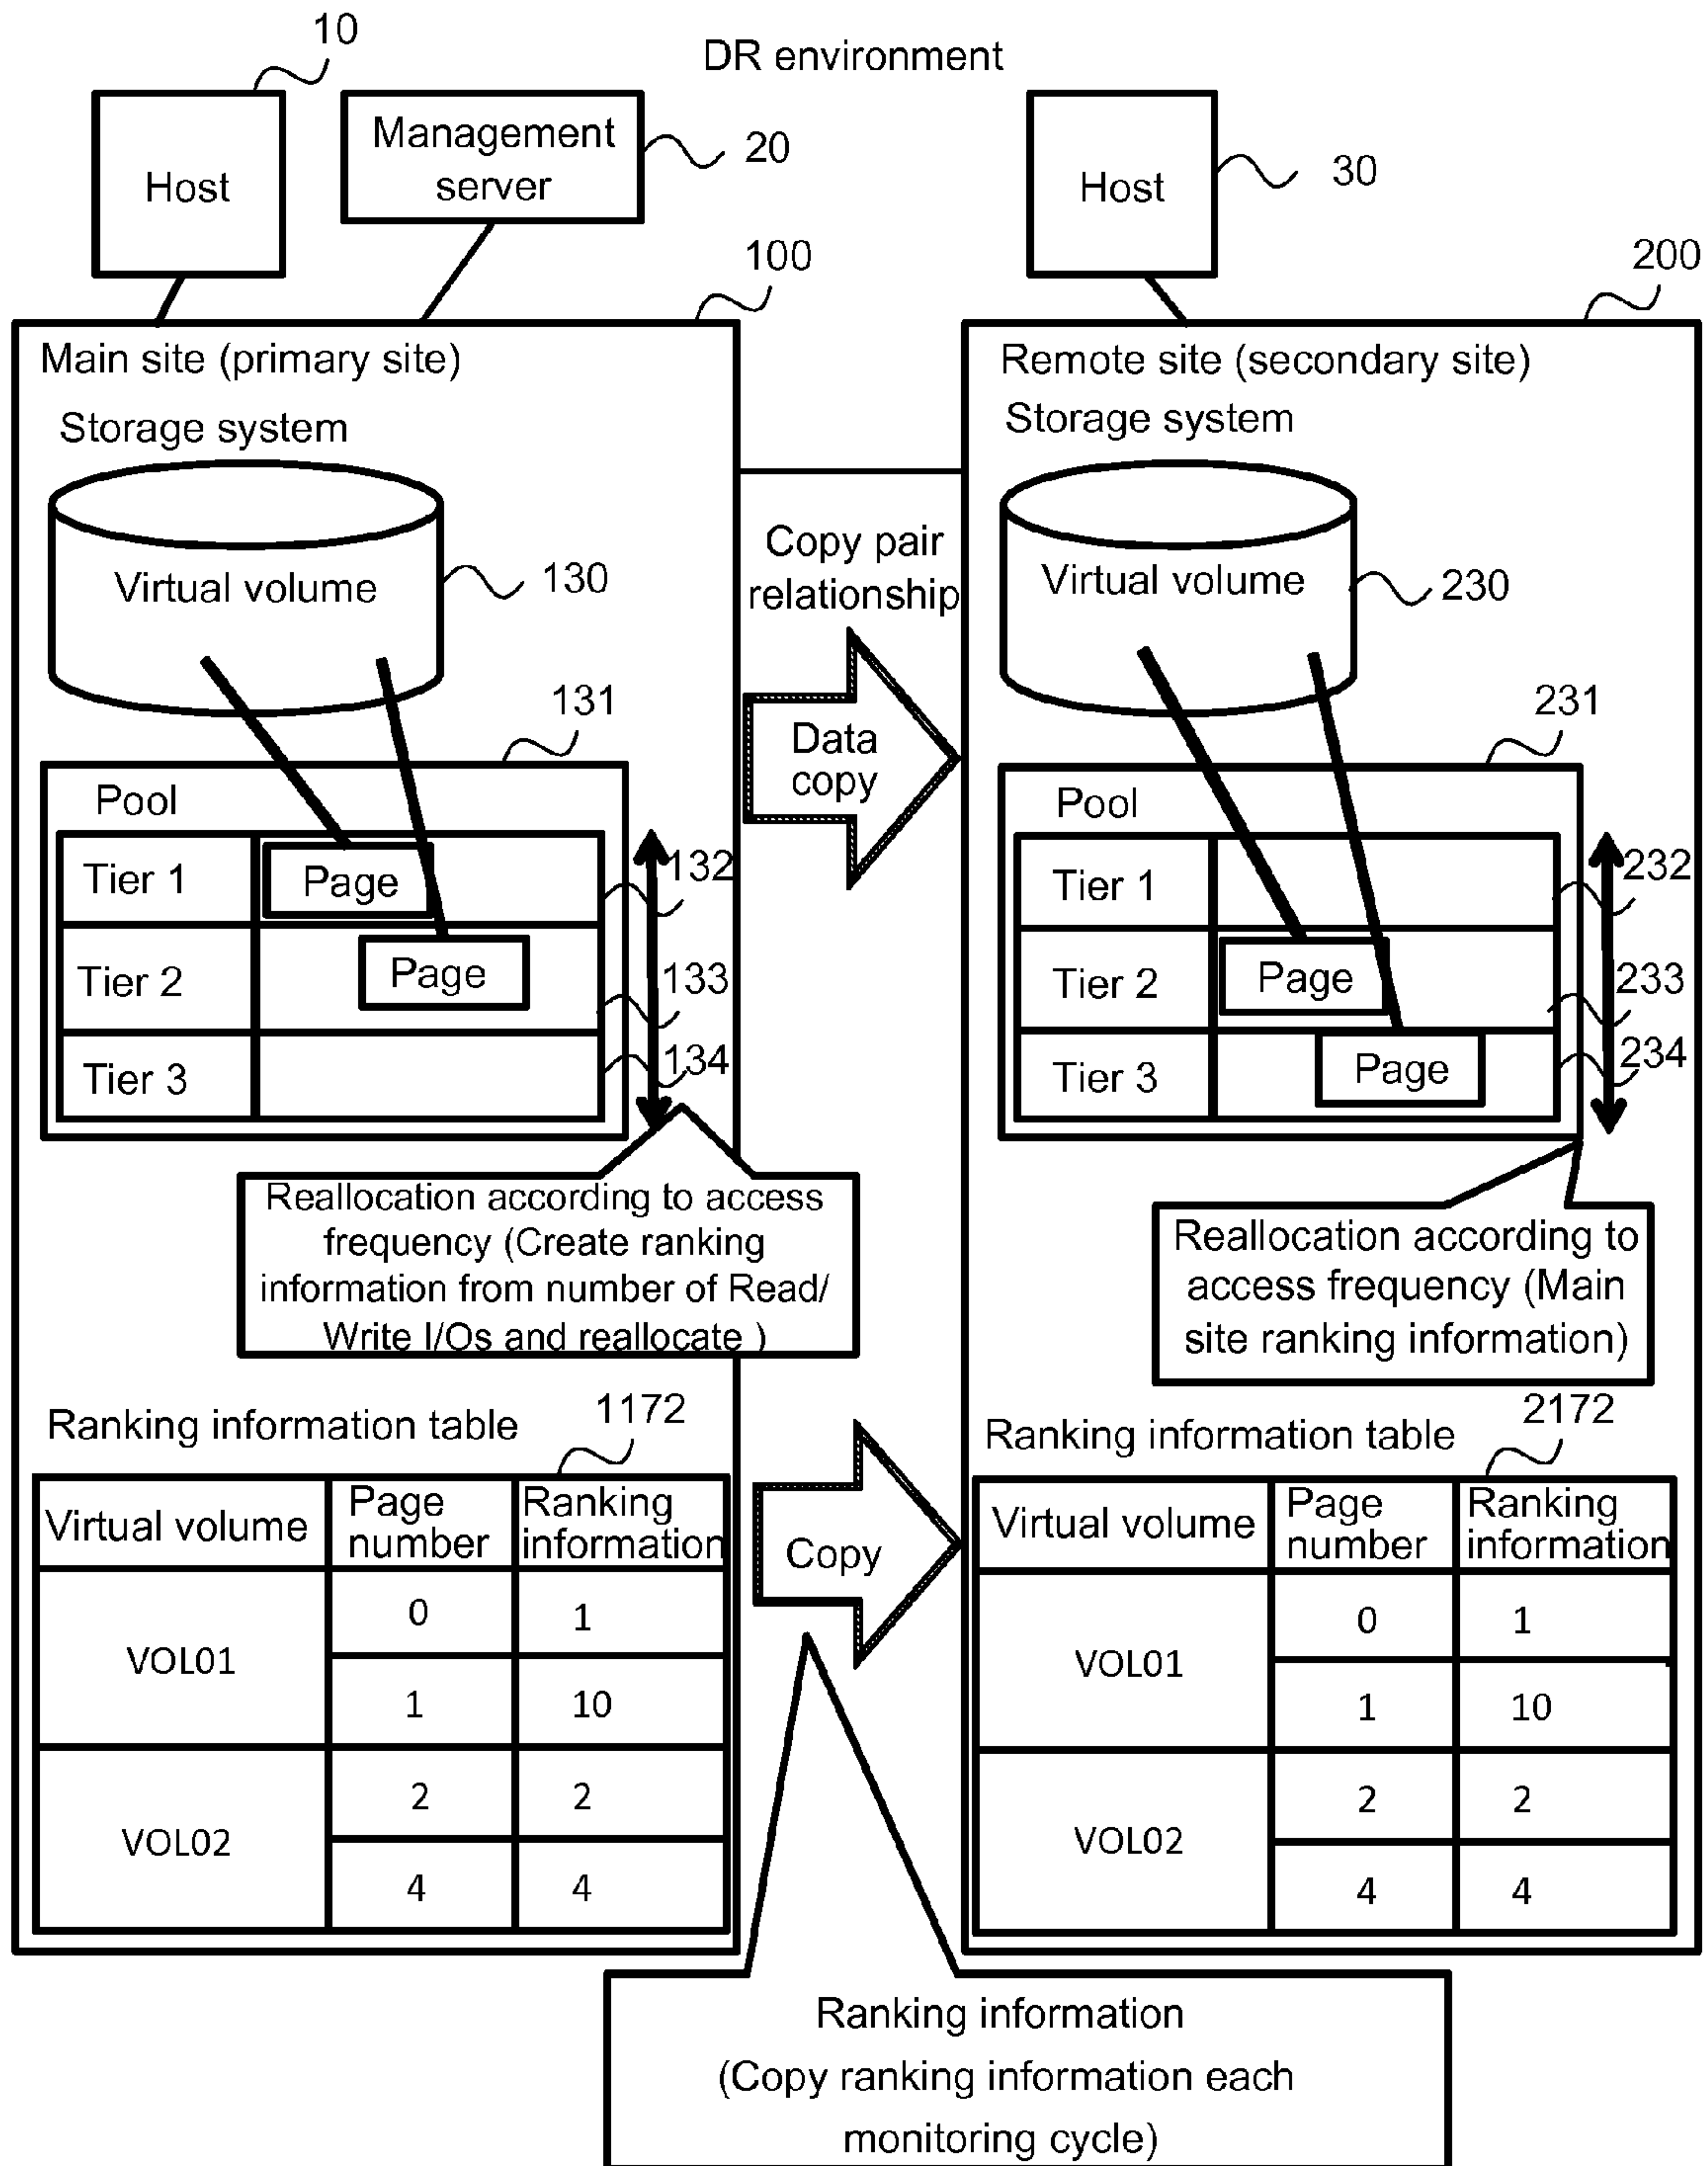 10
DR environment
Host
Management
server
20
Host
30
100
200
Main site (primary site)
Storage system
Virtual volume
130
131
Pool
Tier 1
Page
132
Tier 2
Page
133
Tier 3
134
Reallocation according to access
frequency (Create ranking
information from number of Read/
Write I/Os and reallocate )
Copy pair
relationship
Data
copy
Remote site (secondary site)
Storage system
Virtual volume
230
231
Pool
Tier 1
232
Tier 2
Page
233
Tier 3
Page
234
Reallocation according to
access frequency (Main
site ranking information)
Ranking information table
1172
Virtual volume
Page
number
Ranking
information
VOL01
0
1
1
10
VOL02
2
2
4
4
Copy
Ranking information table
2172
Virtual volume
Page
number
Ranking
information
VOL01
0
1
1
10
VOL02
2
2
4
4
Ranking information
(Copy ranking information each
monitoring cycle)